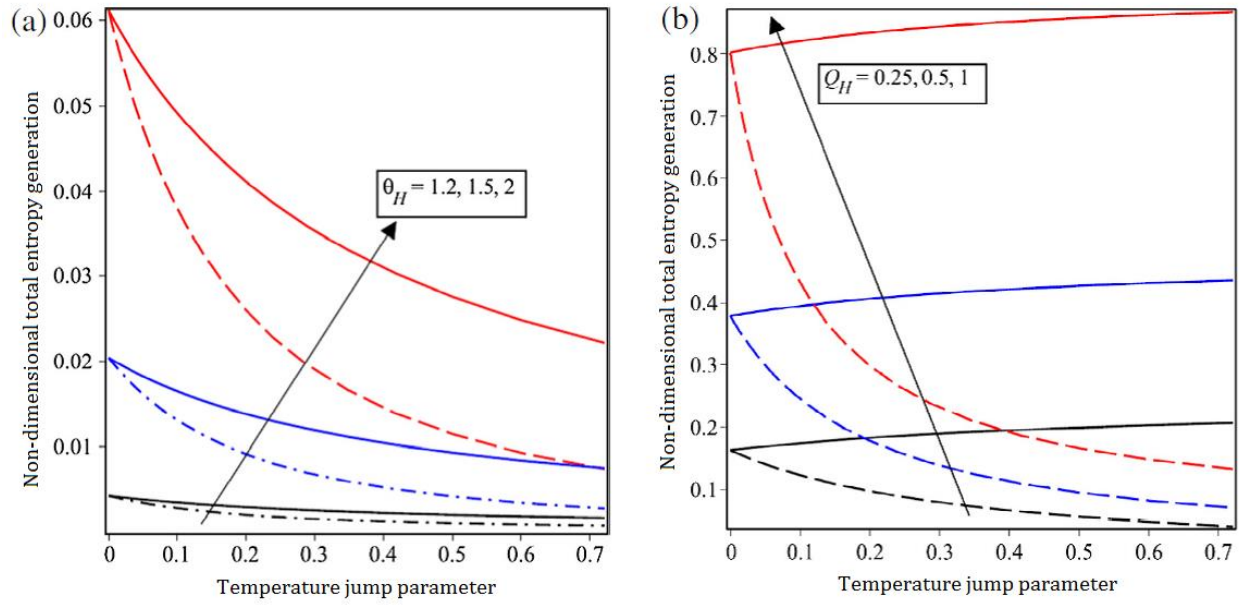 (a)
Non-dimensional total entropy generation
0.06
0.05
0.04
0.03
0.02
0.01
θH = 1.2, 1.5, 2
0 0.1 0.2 0.3 0.4 0.5 0.6 0.7
Temperature jump parameter
(b)
Non-dimensional total entropy generation
0.8
0.7
0.6
0.5
0.4
0.3
0.2
0.1
QH = 0.25, 0.5, 1
0 0.1 0.2 0.3 0.4 0.5 0.6 0.7
Temperature jump parameter